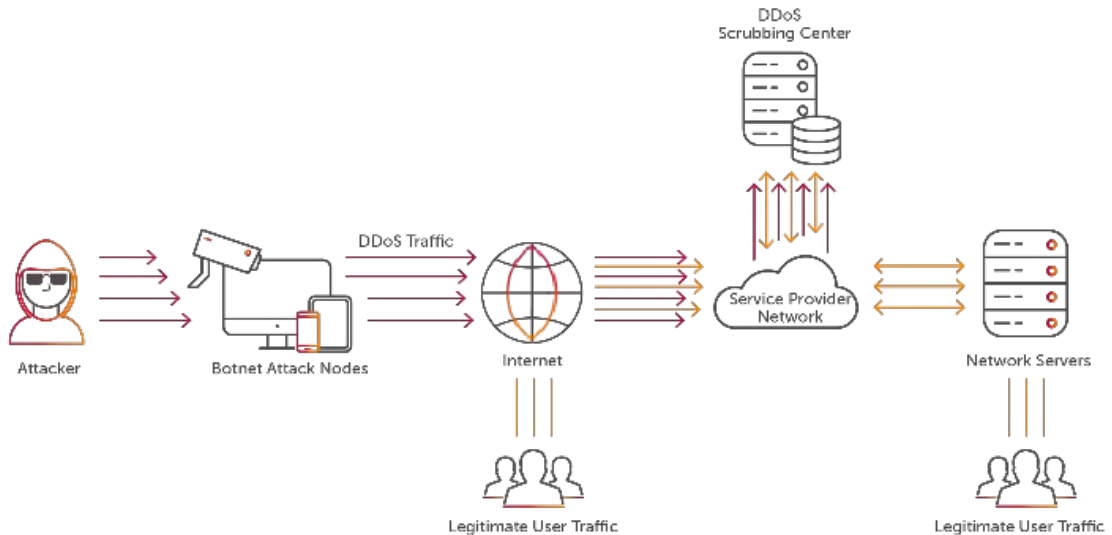 DDoS
Scrubbing Center
DDoS Traffic
Service Provider
Network
Attacker
Botnet Attack Nodes
Internet
Network Servers
Legitimate User Traffic
Legitimate User Traffic